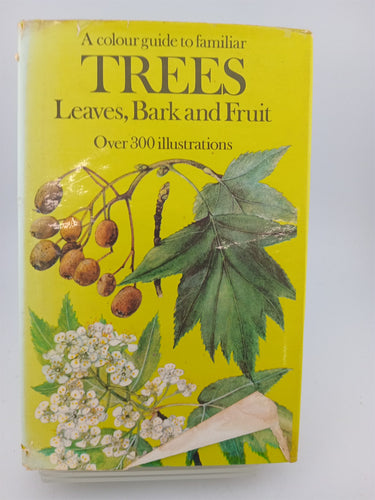 A colour guide to familiar
TREES
Leaves, Bark and Fruit
Over 300 illustrations